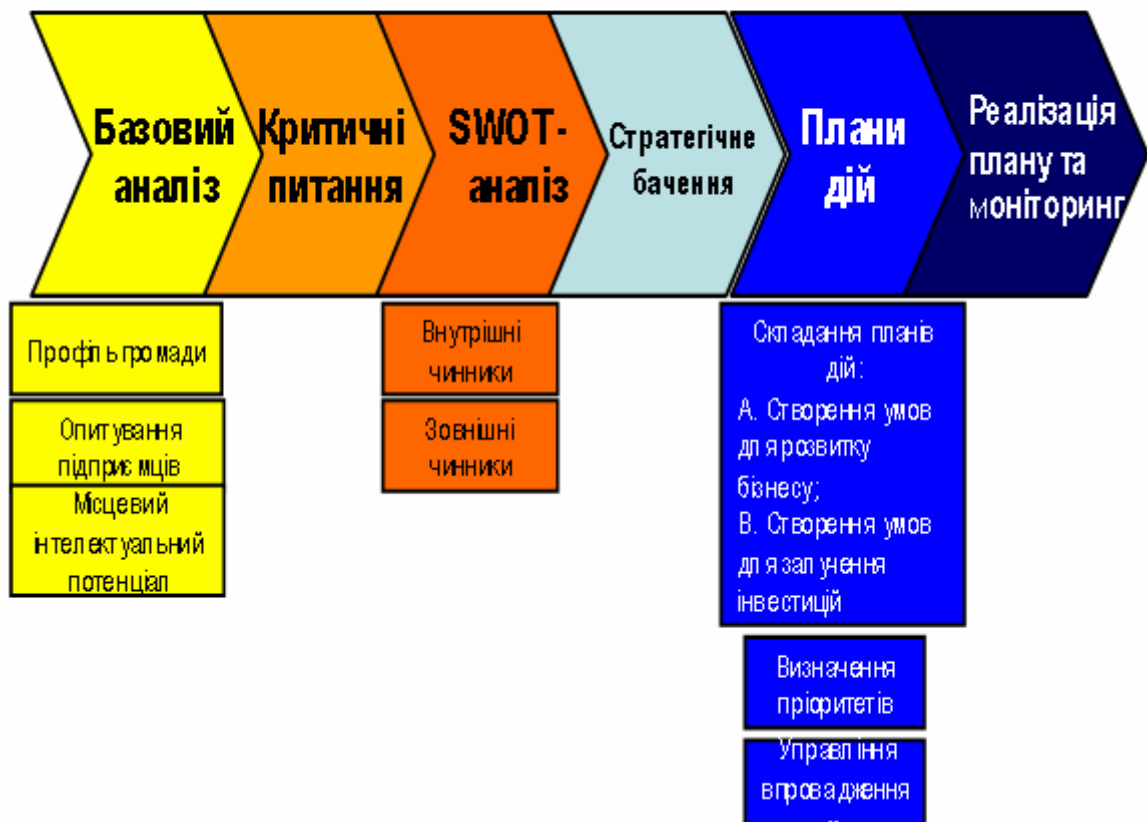 Базовий
аналіз
Критичні
питання
SWOT-
аналіз
Стратегічне
бачення
Плани
дій
Реалізація
плану та
моніторинг
Профіль громади
Опитування
підприємців
Місцевий
інтелектуальний
потенціал
Внутрішні
чинники
Зовнішні
чинники
Складання планів
дій:
А. Створення умов
для розвитку
бізнесу;
В. Створення умов
для залучення
інвестицій
Визначення
пріоритетів
Управління
впровадження